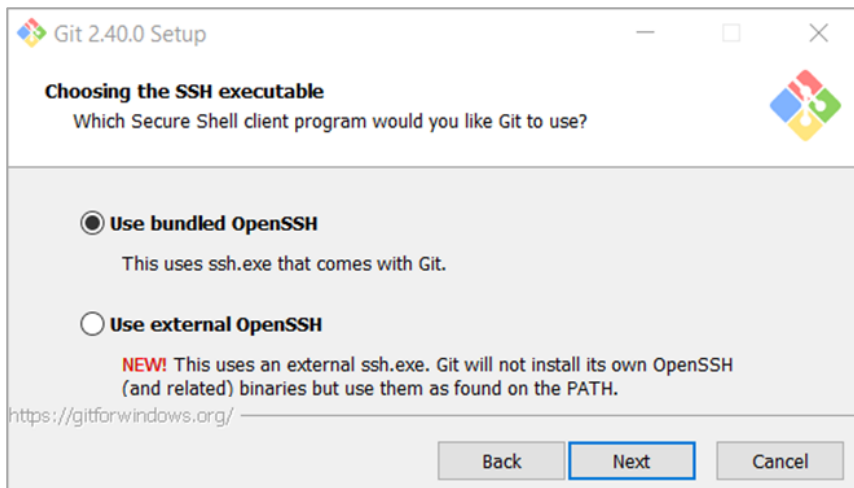 Git 2.40.0 Setup
Choosing the SSH executable
Which Secure Shell client program would you like Git to use?
Use bundled OpenSSH
This uses ssh.exe that comes with Git.
Use external OpenSSH
NEW! This uses an external ssh.exe. Git will not install its own OpenSSH
(and related) binaries but use them as found on the PATH.
https://gitforwindows.org/
Back Next Cancel